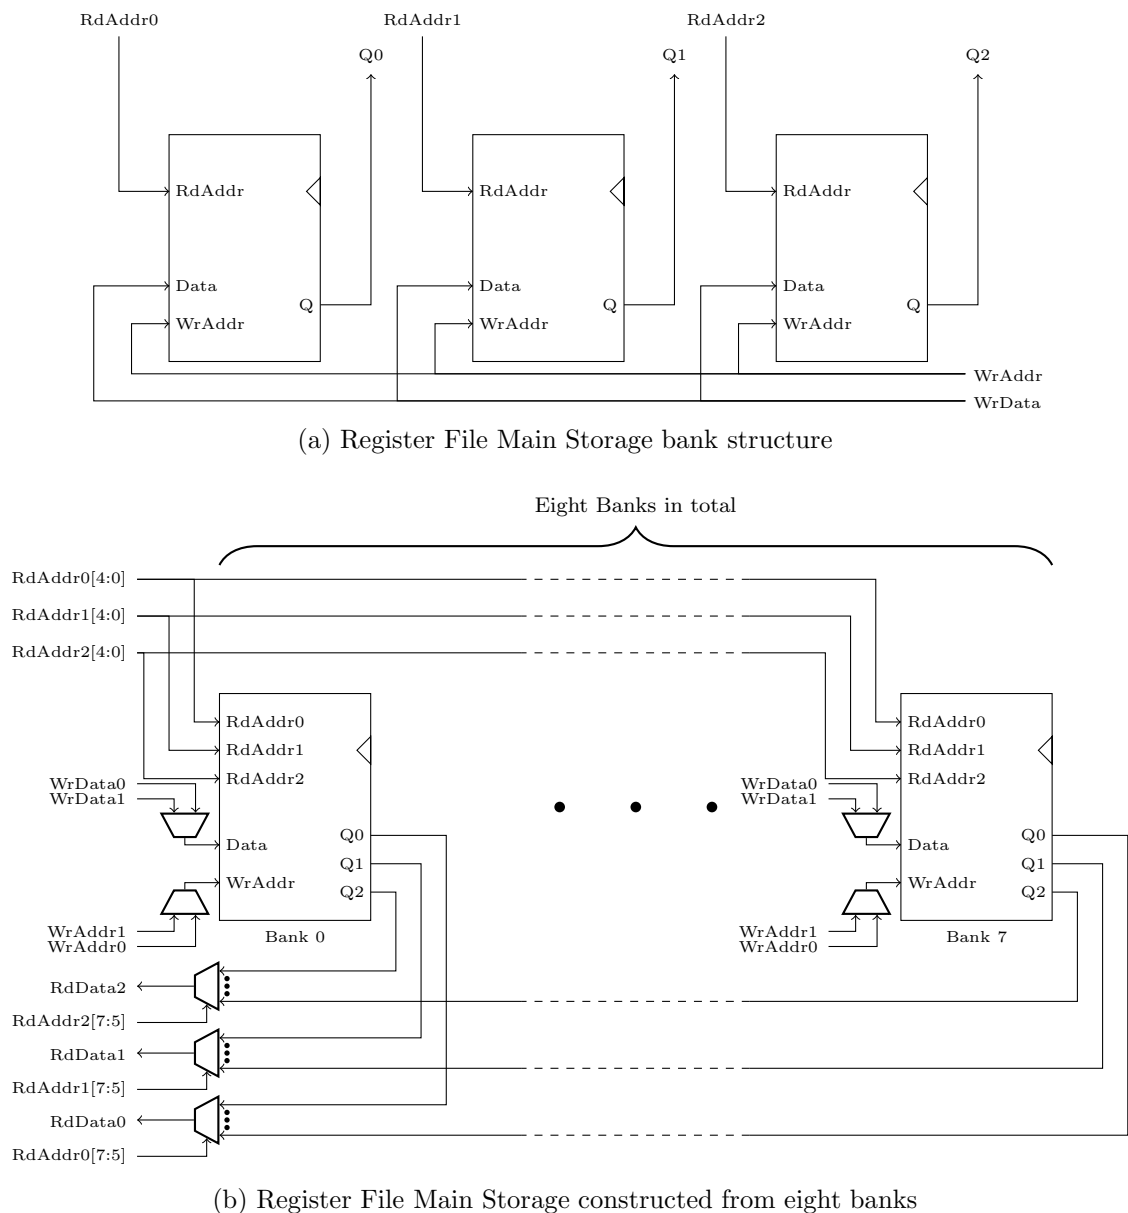 RdAddr0 RdAddr1 RdAddr2
Q0 Q1 Q2
RdAddr RdAddr RdAddr
Data Data Data
Q Q Q
WrAddr WrAddr WrAddr
WrAddr
WrData
(a) Register File Main Storage bank structure
Eight Banks in total
RdAddr0[4:0]
RdAddr1[4:0]
RdAddr2[4:0]
RdAddr0 RdAddr0
RdAddr1 RdAddr1
RdAddr2 RdAddr2
WrData0 WrData0
WrData1 WrData1
Q0 Q0
Data Data
Q1 Q1
WrAddr WrAddr
Q2 Q2
WrAddr1 WrAddr1
Bank 0 Bank 7
WrAddr0 WrAddr0
RdData2
RdAddr2[7:5]
RdData1
RdAddr1[7:5]
RdData0
RdAddr0[7:5]
(b) Register File Main Storage constructed from eight banks